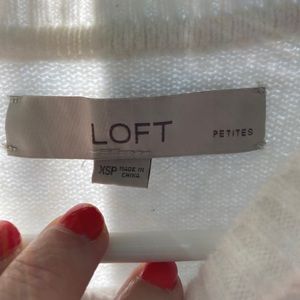 LOFT PETITES
XSP MADE IN
CHINA